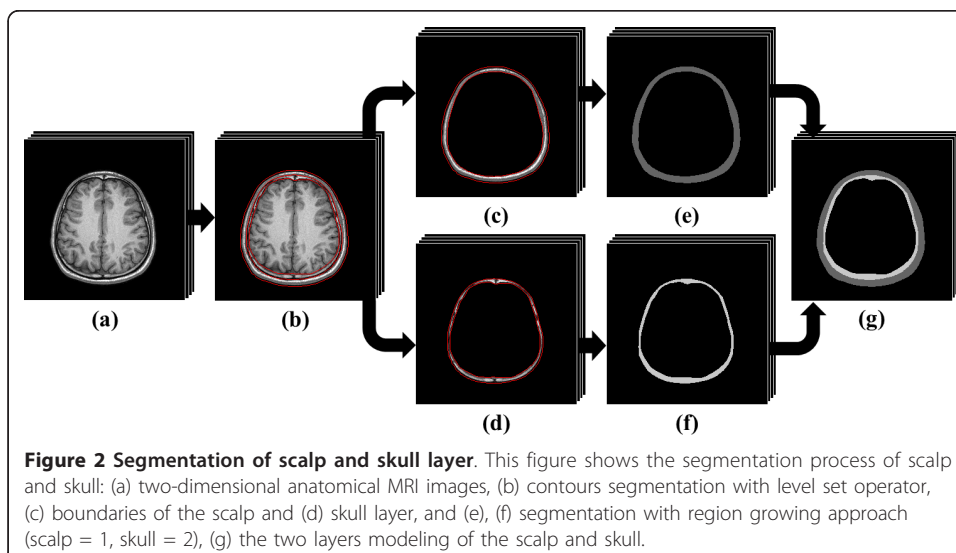 (c)
(e)
(a)
(b)
(g)
(d)
(f)
Figure 2 Segmentation of scalp and skull layer. This figure shows the segmentation process of scalp
and skull: (a) two-dimensional anatomical MRI images, (b) contours segmentation with level set operator,
(c) boundaries of the scalp and (d) skull layer, and (e), (f) segmentation with region growing approach
(scalp = 1, skull = 2), (g) the two layers modeling of the scalp and skull.